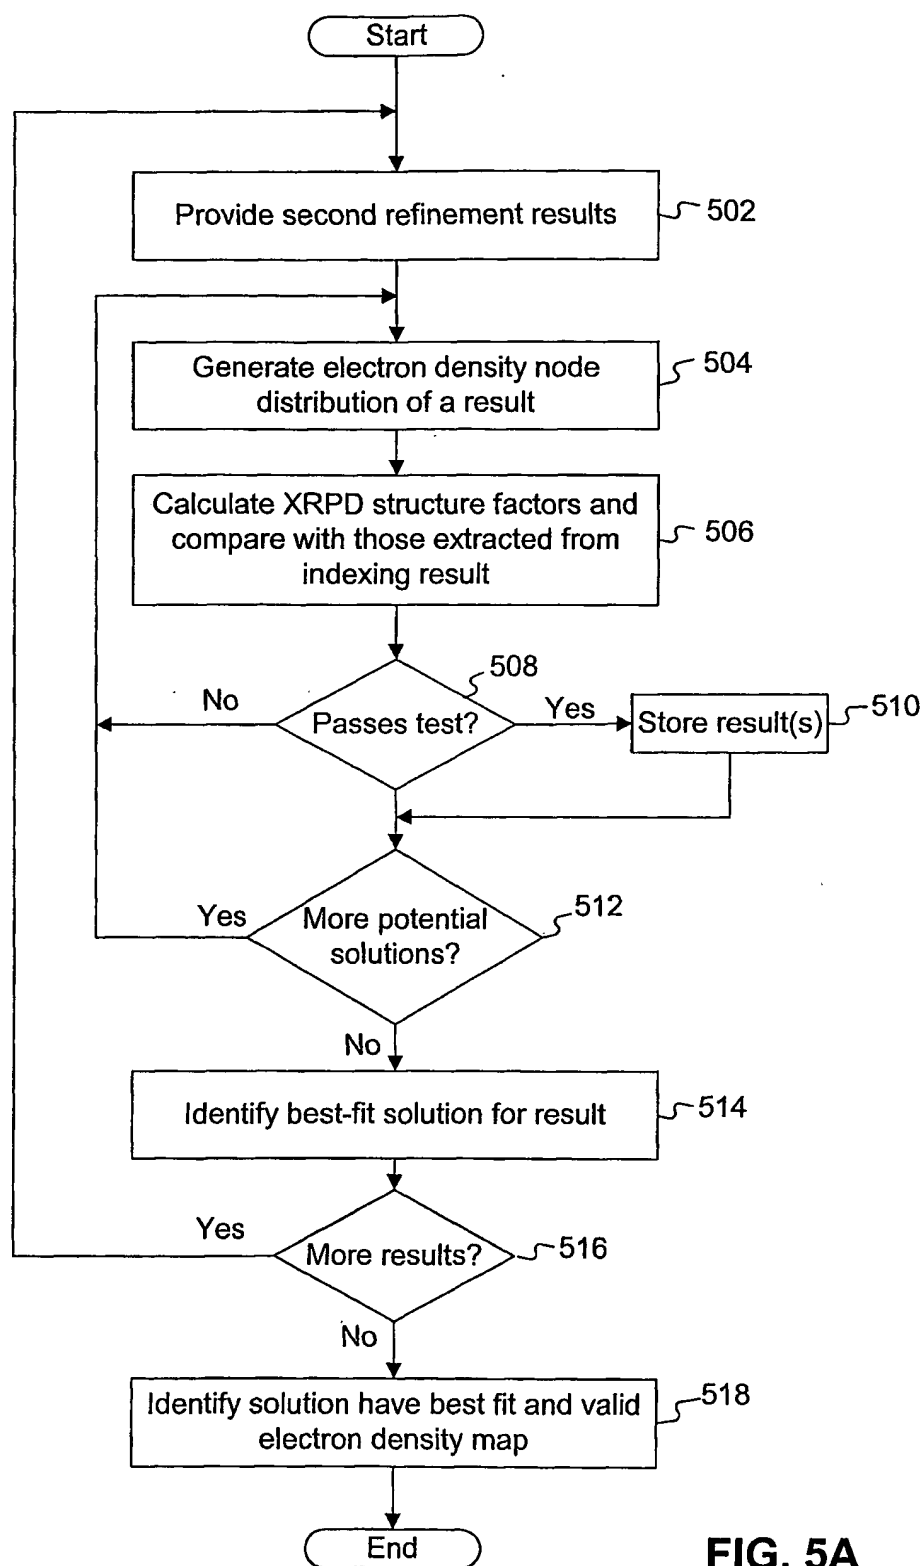 Start
Provide second refinement results
502
Generate electron density node
distribution of a result
504
Calculate XRPD structure factors and
compare with those extracted from
indexing result
506
508
No
Passes test?
Yes
Store result(s)
510
Yes
More potential
solutions?
512
No
Identify best-fit solution for result
514
Yes
More results?
516
No
Identify solution have best fit and valid
electron density map
518
End
FIG. 5A